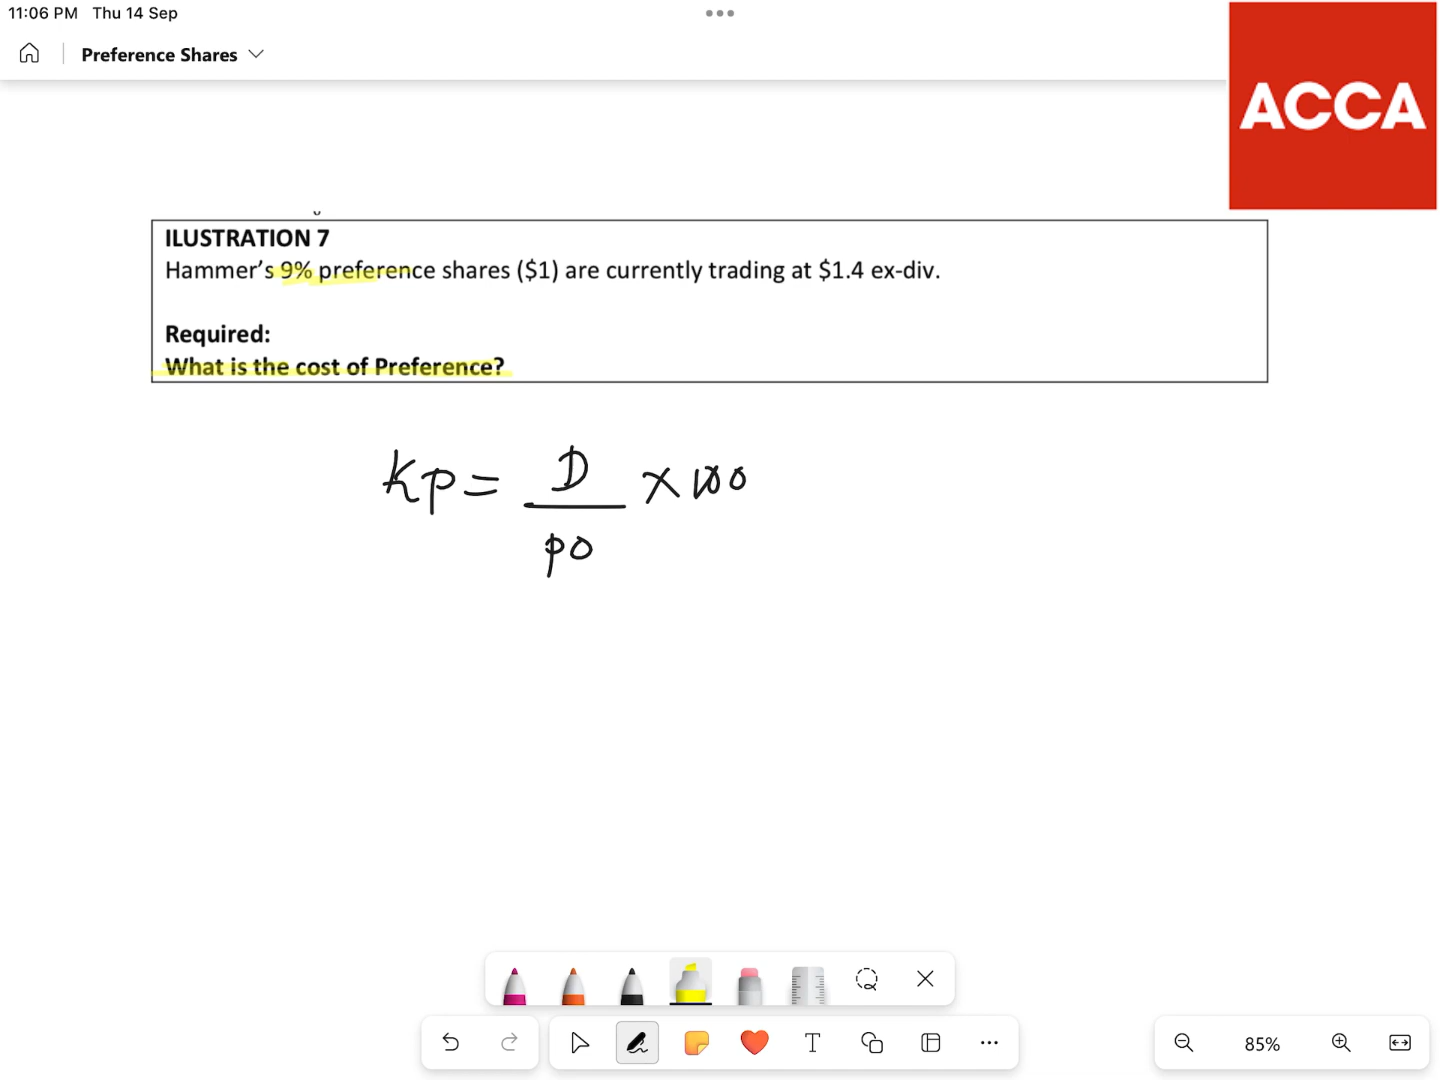 11:06 PM Thu 14 Sep
Preference Shares
ACCA
ILUSTRATION 7
Hammer's 9% preference shares ($1) are currently trading at $1.4 ex-div.
Required:
What is the cost of Preference?
Kp = D × 100
po
T
85%